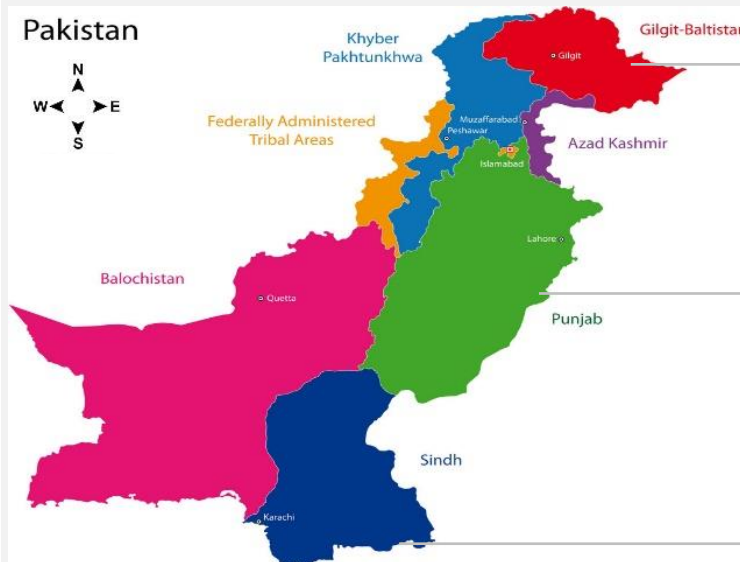 Pakistan
N
W E
S
Khyber
Pakhtunkhwa
Gilgit-Baltistan
Gilgit
Federally Administered
Tribal Areas
Muzaffarabad
Peshawar
Azad Kashmir
Islamabad
Lahore
Balochistan
Quetta
Punjab
Sindh
Karachi